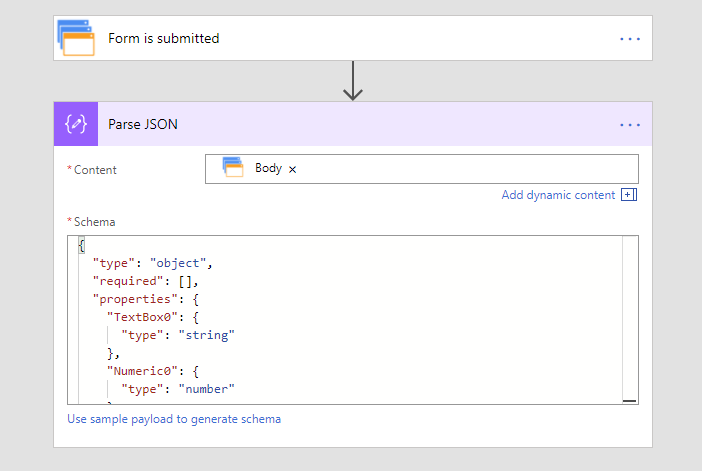 Form is submitted
Parse JSON
*Content
Body ×
Add dynamic content
*Schema
{
"type": "object",
"required": [],
"properties": {
"TextBox0": {
"type": "string"
},
"Numeric0": {
"type": "number"
Use sample payload to generate schema